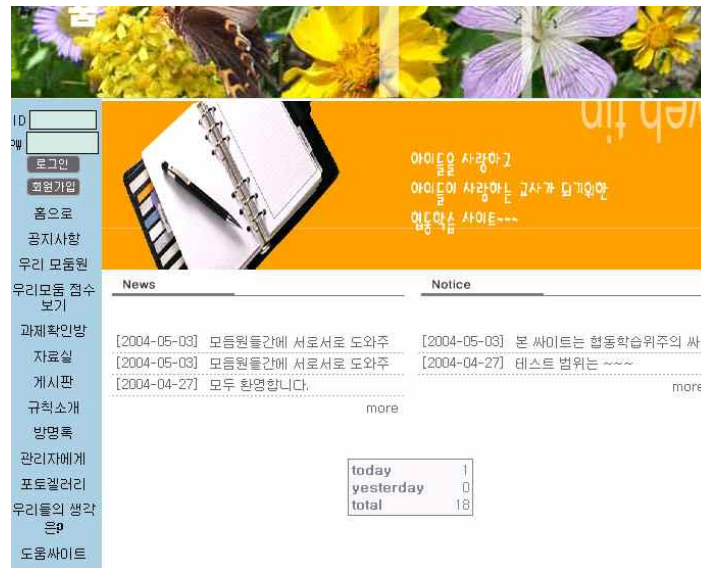 홈
ID
PW
로그인
회원가입
홈으로
공지사항
우리 모둠원
우리모둠 점수
보기
과제확인방
자료실
게시판
규칙소개
방명록
관리자에게
포토겔러리
우리들의 생각
은?
도움싸이트
web tip
아이들을 사랑하고
아이들이 사랑하는 교사가 되기위한
협동학습 사이트~~~
News
[2004-05-03] 모듬원들간에 서로서로 도와주
[2004-05-03] 모듬원들간에 서로서로 도와주
[2004-04-27] 모두 환영합니다.
more
Notice
[2004-05-03] 본 싸이트는 협동학습위주의 싸
[2004-04-27] 테스트 범위는 ~~~
more
today 1
yesterday 0
total 18